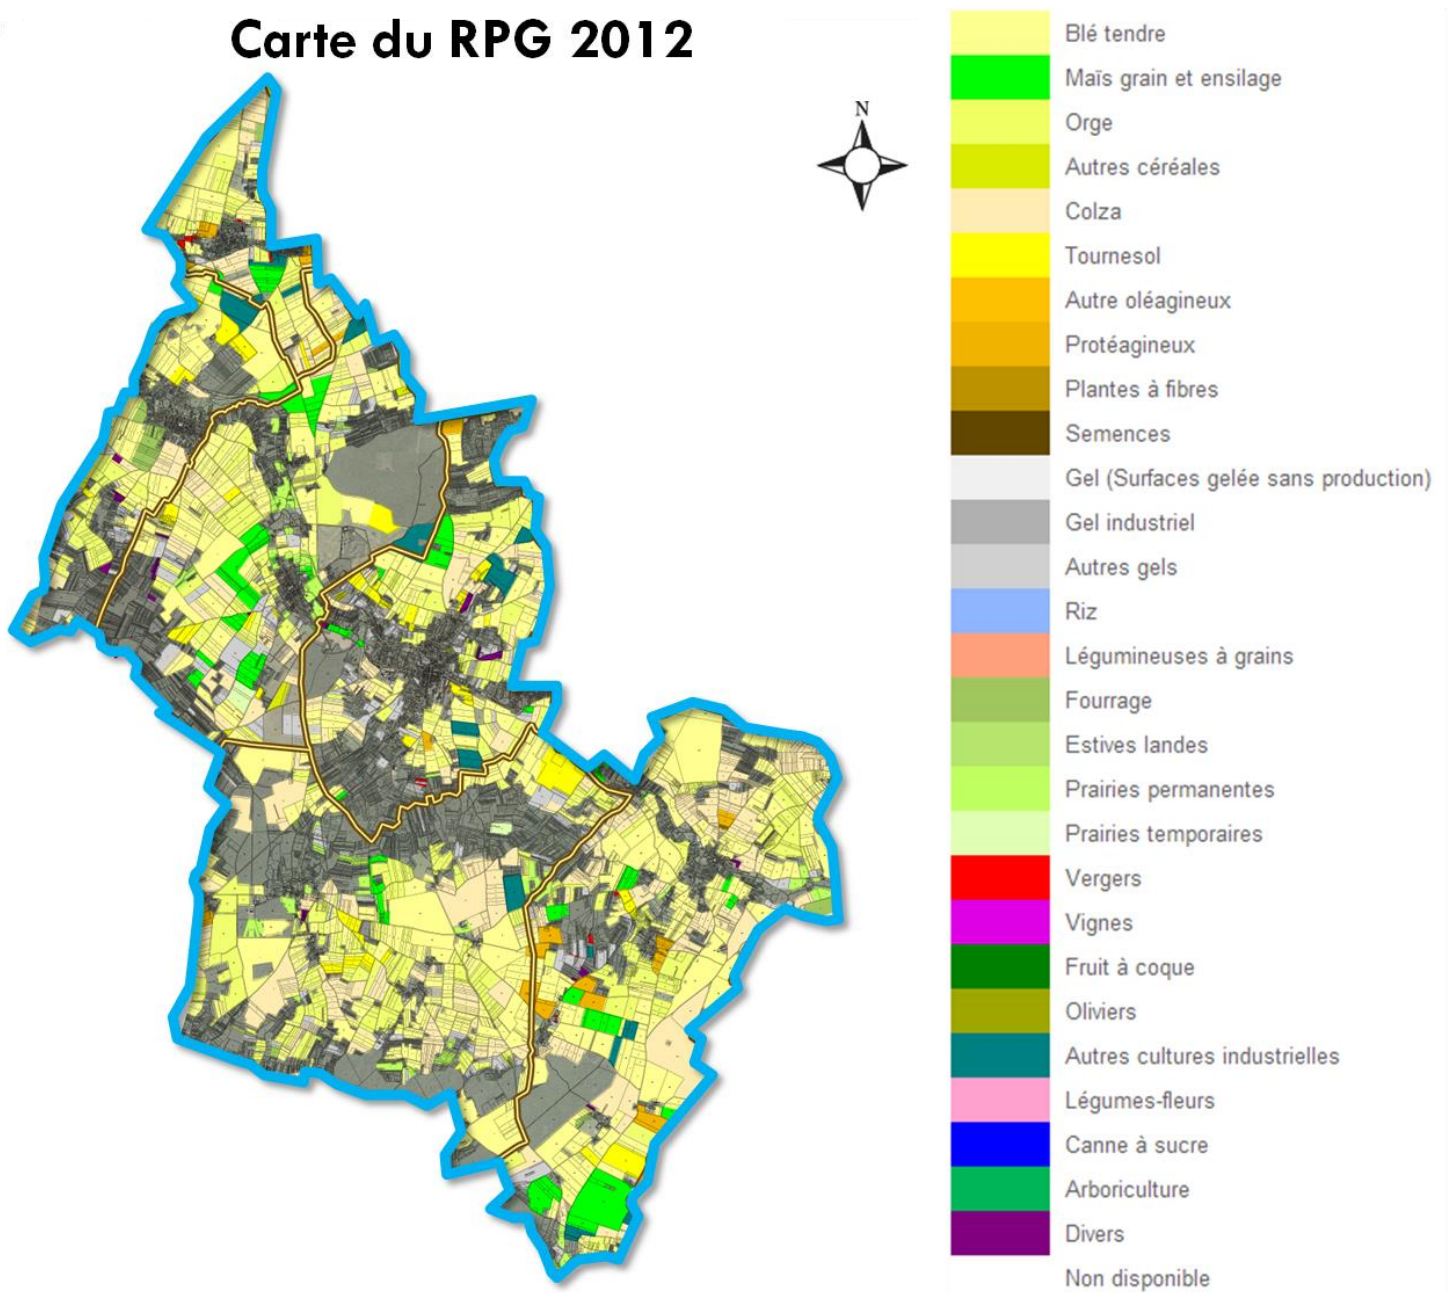 Carte du RPG 2012
N
Blé tendre
Maïs grain et ensilage
Orge
Autres céréales
Colza
Tournesol
Autre oléagineux
Protéagineux
Plantes à fibres
Semences
Gel (Surfaces gelée sans production)
Gel industriel
Autres gels
Riz
Légumineuses à grains
Fourrage
Estives landes
Prairies permanentes
Prairies temporaires
Vergers
Vignes
Fruit à coque
Oliviers
Autres cultures industrielles
Légumes-fleurs
Canne à sucre
Arboriculture
Divers
Non disponible